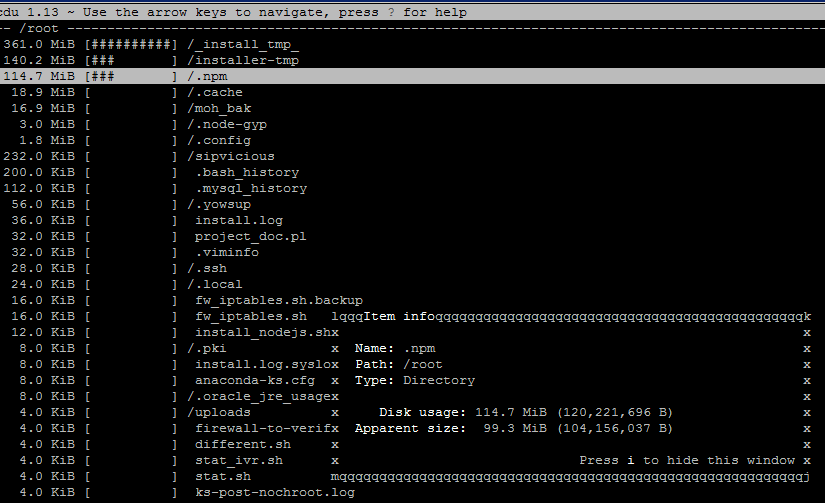 cdu 1.13 ~ Use the arrow keys to navigate, press ? for help
-- /root --------------------------------------------------------------------------------------------
361.0 MiB [##########] /_install_tmp_
140.2 MiB [###       ] /installer-tmp
114.7 MiB [###       ] /.npm
 18.9 MiB [          ] /.cache
 16.9 MiB [          ] /moh_bak
  3.0 MiB [          ] /.node-gyp
  1.8 MiB [          ] /.config
232.0 KiB [          ] /sipvicious
200.0 KiB [          ]  .bash_history
112.0 KiB [          ]  .mysql_history
 56.0 KiB [          ] /.yowsup
 36.0 KiB [          ]  install.log
 32.0 KiB [          ]  project_doc.pl
 32.0 KiB [          ]  .viminfo
 28.0 KiB [          ] /.ssh
 24.0 KiB [          ] /.local
 16.0 KiB [          ]  fw_iptables.sh.backup
 16.0 KiB [          ]  fw_iptables.sh   lqqqItem infoqqqqqqqqqqqqqqqqqqqqqqqqqqqqqqqqqqqqqqqqqqqqqqk
 12.0 KiB [          ]  install_nodejs.shx                                                          x
  8.0 KiB [          ] /.pki              x  Name: .npm                                              x
  8.0 KiB [          ]  install.log.syslox  Path: /root                                             x
  8.0 KiB [          ]  anaconda-ks.cfg  x  Type: Directory                                         x
  8.0 KiB [          ] /.oracle_jre_usagex                                                          x
  4.0 KiB [          ] /uploads          x     Disk usage: 114.7 MiB (120,221,696 B)                x
  4.0 KiB [          ]  firewall-to-verifx  Apparent size:  99.3 MiB (104,156,037 B)                x
  4.0 KiB [          ]  different.sh     x                                                          x
  4.0 KiB [          ]  stat_ivr.sh      x                              Press i to hide this window x
  4.0 KiB [          ]  stat.sh          mqqqqqqqqqqqqqqqqqqqqqqqqqqqqqqqqqqqqqqqqqqqqqqqqqqqqqqqqqqj
  4.0 KiB [          ]  ks-post-nochroot.log